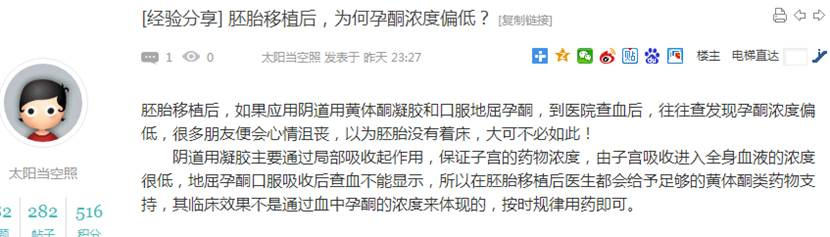 [经验分享] 胚胎移植后，为何孕酮浓度偏低？ [复制链接]
1 0 太阳当空照 发表于 昨天 23:27 楼主 电梯直达
胚胎移植后，如果应用阴道用黄体酮凝胶和口服地屈孕酮，到医院查血后，往往查发现孕酮浓度偏
低，很多朋友便会心情沮丧，以为胚胎没有着床，大可不必如此！
阴道用凝胶主要通过局部吸收起作用，保证子宫的药物浓度，由子宫吸收进入全身血液的浓度
很低，地屈孕酮口服吸收后查血不能显示，所以在胚胎移植后医生都会给予足够的黄体酮类药物支
持，其临床效果不是通过血中孕酮的浓度来体现的，按时规律用药即可。
太阳当空照
282 516
帖子 积分